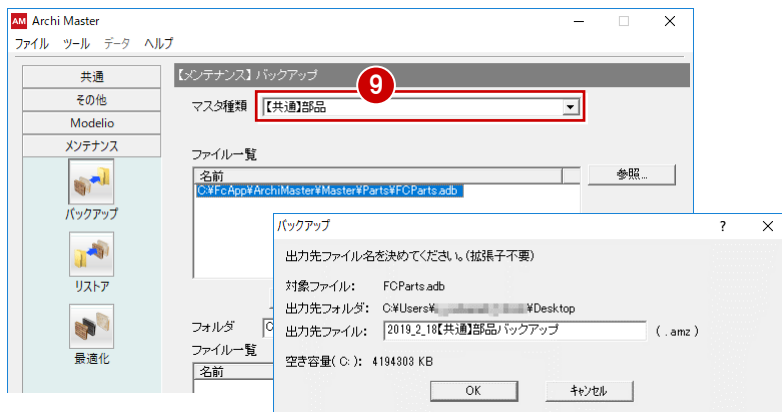 AM Archi Master
ファイル ツール データ ヘルプ
共通
その他
Modelio
メンテナンス
バックアップ
リストア
最適化
【メンテナンス】バックアップ
9
マスタ種類 【共通】部品
ファイル一覧
名前
参照...
C:¥FcApp¥ArchiMaster¥Master¥Parts¥FCParts.adb
フォルダ
ファイル一覧
名前
バックアップ ?
出力先ファイル名を決めてください。(拡張子不要)
対象ファイル: FCParts.adb
出力先フォルダ: C:¥Users¥ ¥Desktop
出力先ファイル: 2019_2_18【共通】部品バックアップ (.amz)
空き容量( C: ): 4194303 KB
OK キャンセル